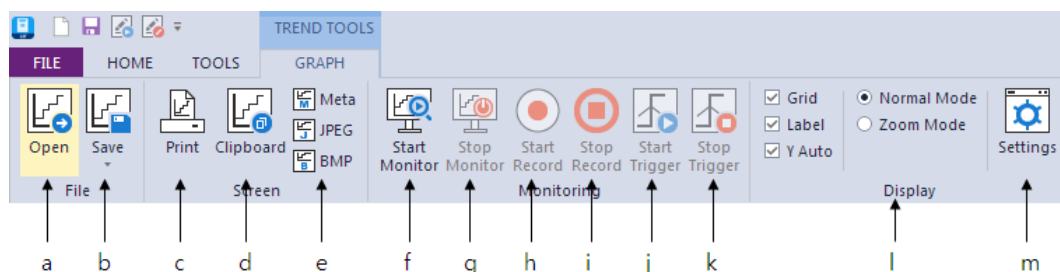 TREND TOOLS
FILE HOME TOOLS GRAPH
Open Save Print Clipboard Meta JPEG BMP Start Monitor Stop Monitor Start Record Stop Record Start Trigger Stop Trigger Grid Label Y Auto Normal Mode Zoom Mode Settings
File Screen Monitoring Display
a b c d e f g h i j k l m